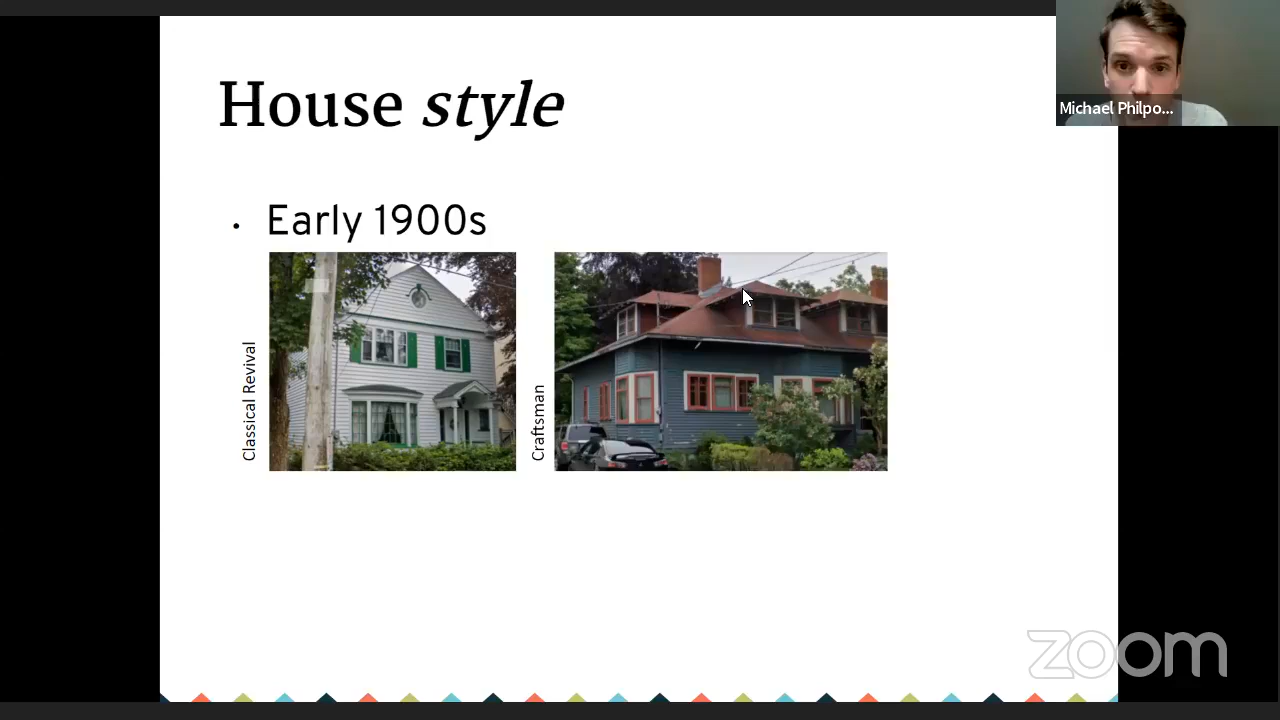 House style
Michael Philpo...
• Early 1900s
Classical Revival
Craftsman
zoom